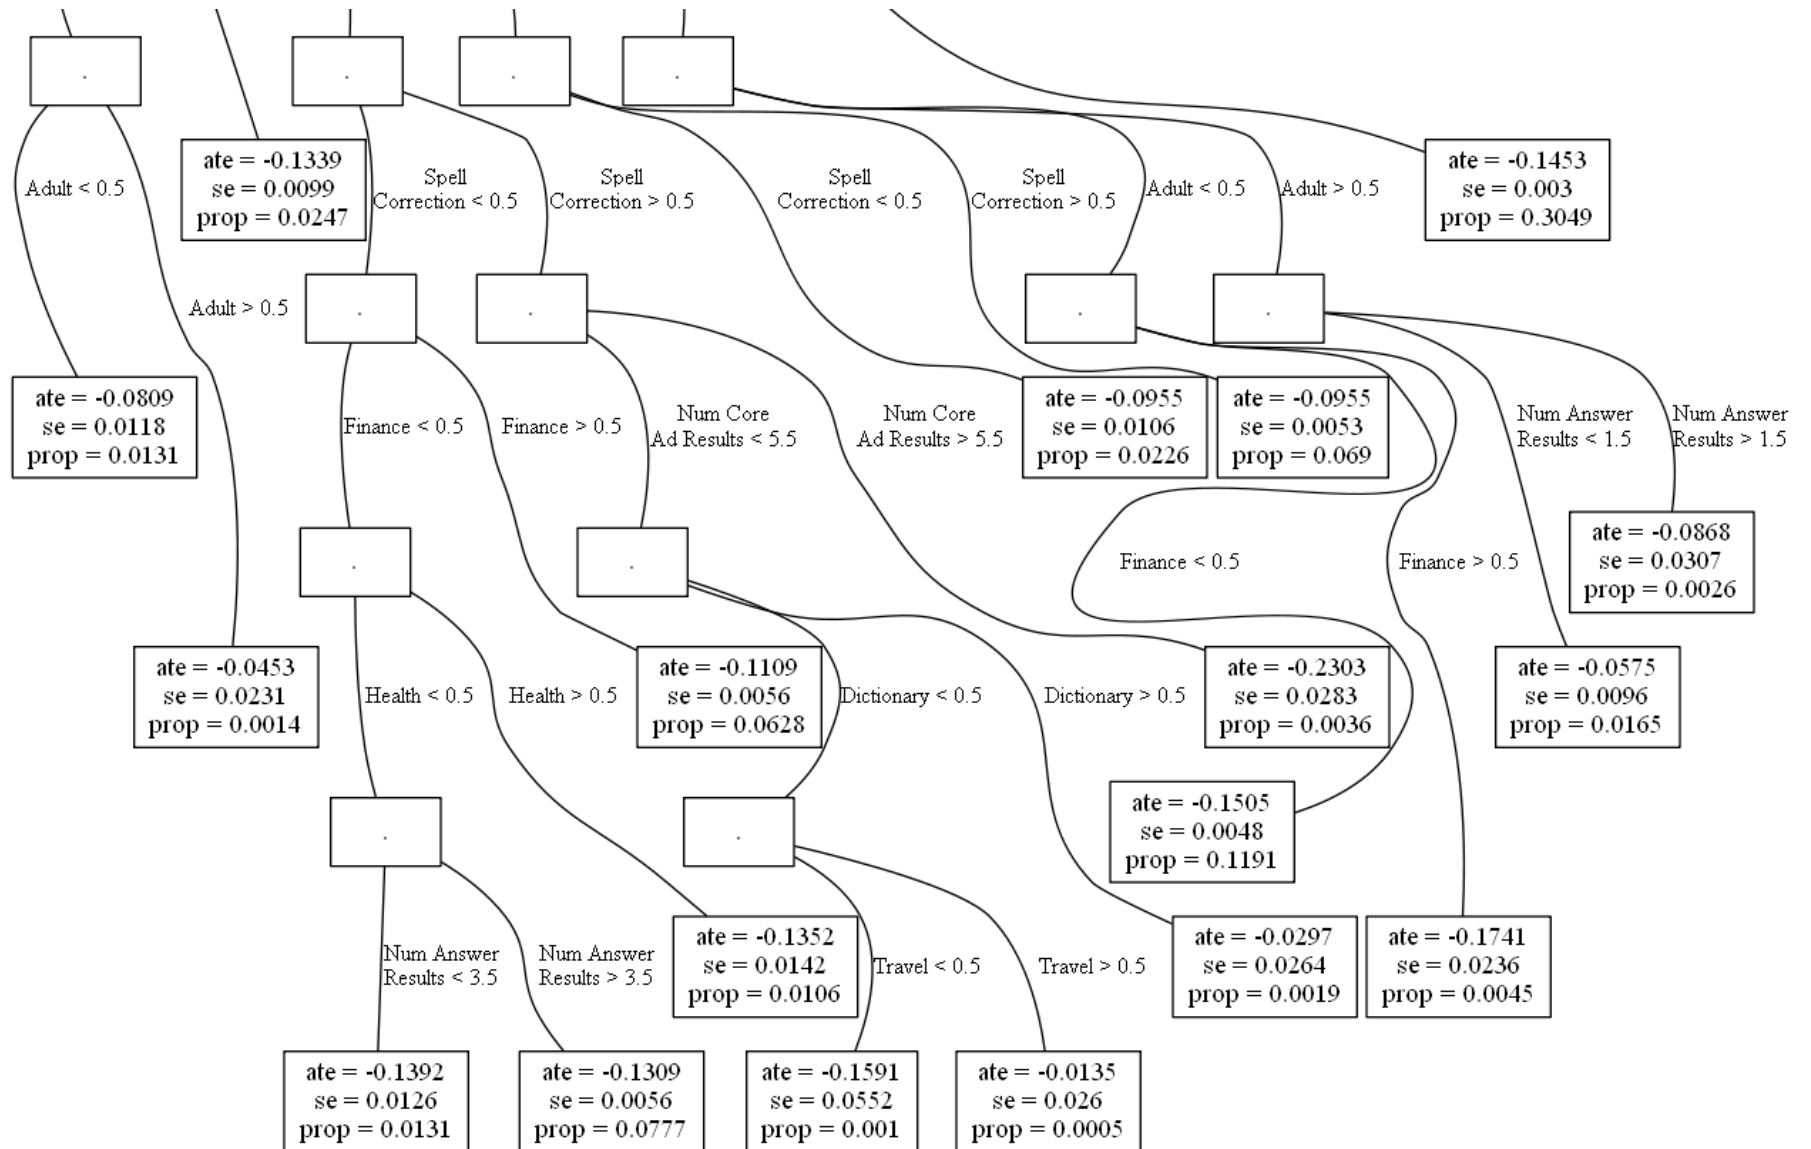 ate = -0.1339
se = 0.0099
prop = 0.0247
ate = -0.1453
se = 0.003
prop = 0.3049
Adult < 0.5
Spell
Correction < 0.5
Spell
Correction > 0.5
Spell
Correction < 0.5
Spell
Correction > 0.5
Adult < 0.5
Adult > 0.5
Adult > 0.5
ate = -0.0809
se = 0.0118
prop = 0.0131
Finance < 0.5
Finance > 0.5
Num Core
Ad Results < 5.5
Num Core
Ad Results > 5.5
ate = -0.0955
se = 0.0106
prop = 0.0226
ate = -0.0955
se = 0.0053
prop = 0.069
Num Answer
Results < 1.5
Num Answer
Results > 1.5
Finance < 0.5
Finance > 0.5
ate = -0.0868
se = 0.0307
prop = 0.0026
ate = -0.0453
se = 0.0231
prop = 0.0014
Health < 0.5
Health > 0.5
ate = -0.1109
se = 0.0056
prop = 0.0628
Dictionary < 0.5
Dictionary > 0.5
ate = -0.2303
se = 0.0283
prop = 0.0036
ate = -0.0575
se = 0.0096
prop = 0.0165
ate = -0.1505
se = 0.0048
prop = 0.1191
Num Answer
Results < 3.5
Num Answer
Results > 3.5
ate = -0.1352
se = 0.0142
prop = 0.0106
Travel < 0.5
Travel > 0.5
ate = -0.0297
se = 0.0264
prop = 0.0019
ate = -0.1741
se = 0.0236
prop = 0.0045
ate = -0.1392
se = 0.0126
prop = 0.0131
ate = -0.1309
se = 0.0056
prop = 0.0777
ate = -0.1591
se = 0.0552
prop = 0.001
ate = -0.0135
se = 0.026
prop = 0.0005